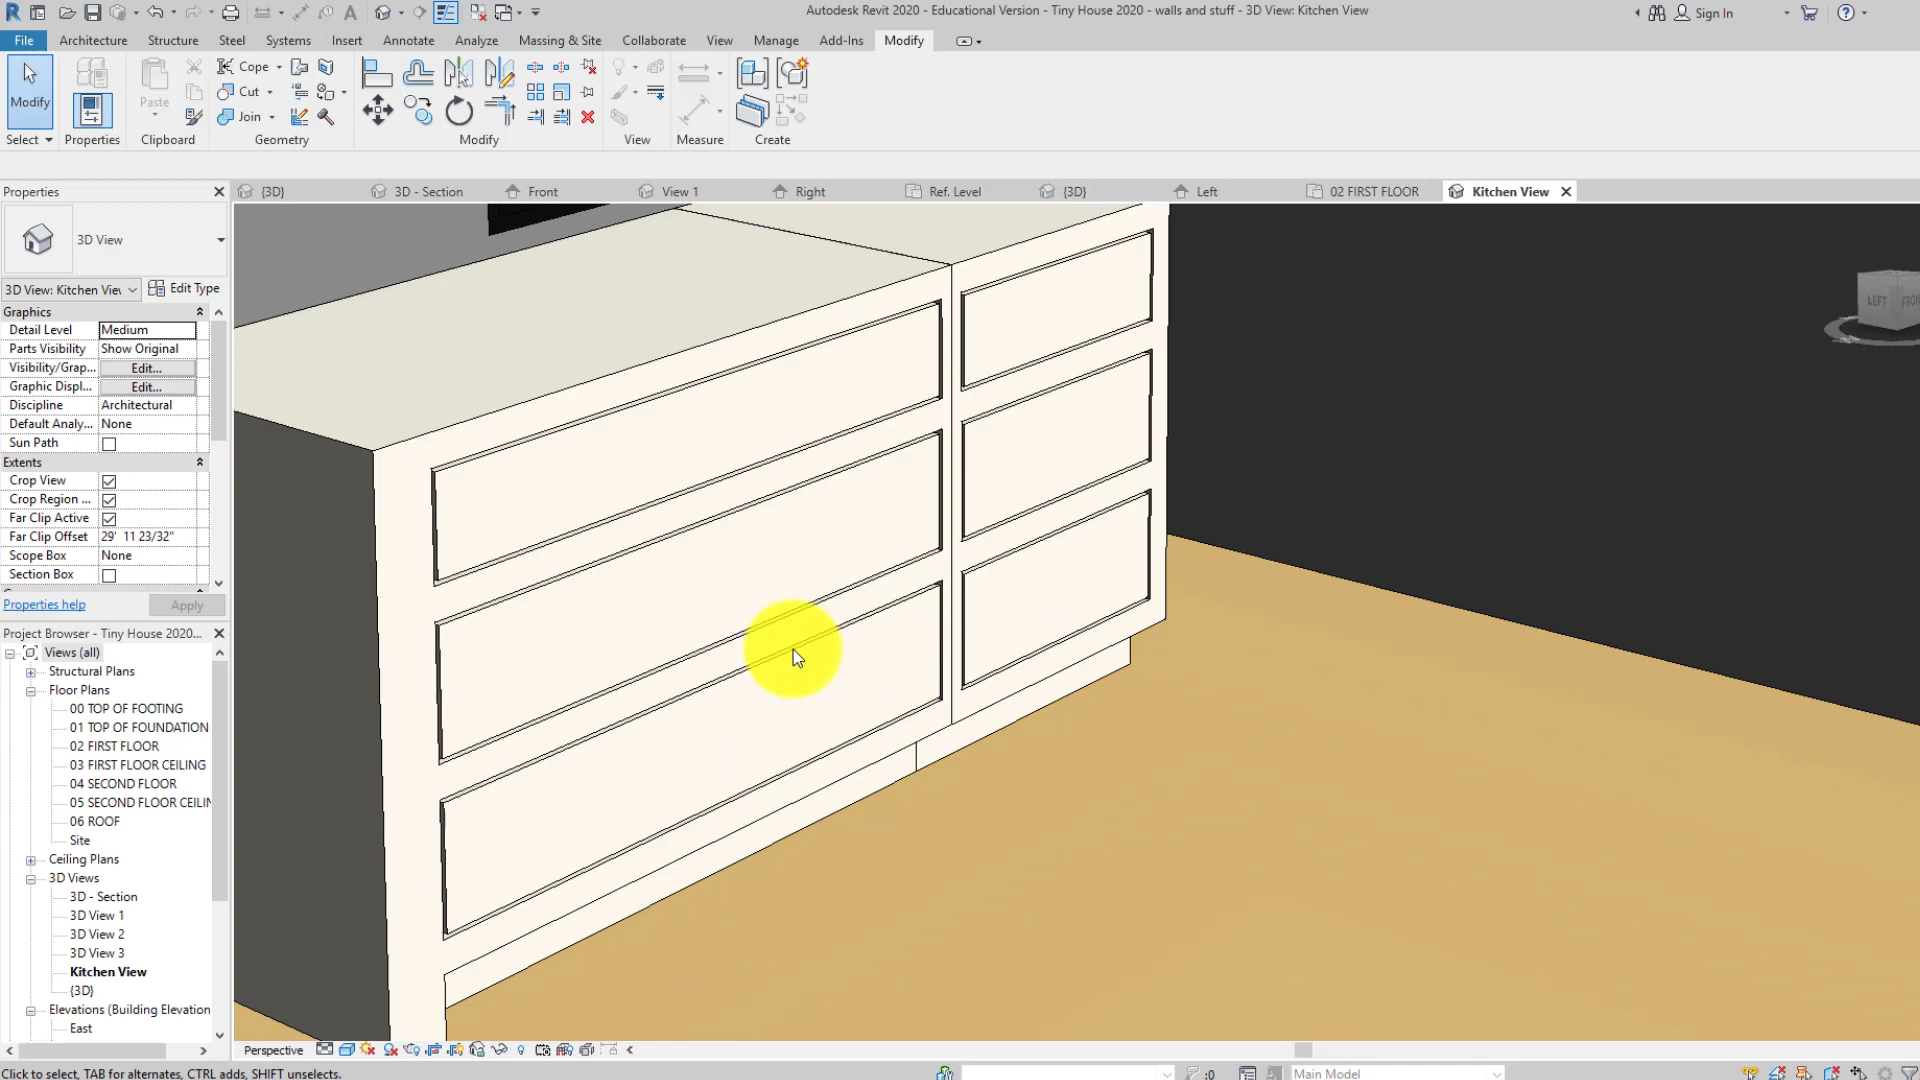 Autodesk Revit 2020 - Educational Version - Tiny House 2020 - walls and stuff - 3D View: Kitchen View
Sign In
File Architecture Structure Steel Systems Insert Annotate Analyze Massing & Site Collaborate View Manage Add-Ins Modify
Modify Paste Cope Cut Join
Select Properties Clipboard Geometry Modify View Measure Create
Properties
{3D} 3D - Section Front View 1 Right Ref. Level {3D} Left 02 FIRST FLOOR Kitchen View
3D View
3D View: Kitchen Viev Edit Type
Graphics
Detail Level Medium
Parts Visibility Show Original
Visibility/Grap... Edit...
Graphic Displ... Edit...
Discipline Architectural
Default Analy... None
Sun Path
Extents
Crop View
Crop Region ...
Far Clip Active
Far Clip Offset 29' 11 23/32"
Scope Box None
Section Box
Properties help Apply
LEFT FRON
Project Browser - Tiny House 2020...
Views (all)
Structural Plans
Floor Plans
00 TOP OF FOOTING
01 TOP OF FOUNDATION
02 FIRST FLOOR
03 FIRST FLOOR CEILING
04 SECOND FLOOR
05 SECOND FLOOR CEILIN
06 ROOF
Site
Ceiling Plans
3D Views
3D - Section
3D View 1
3D View 2
3D View 3
Kitchen View
{3D}
Elevations (Building Elevation
East
Perspective
Click to select, TAB for alternates, CTRL adds, SHIFT unselects. :0 Main Model